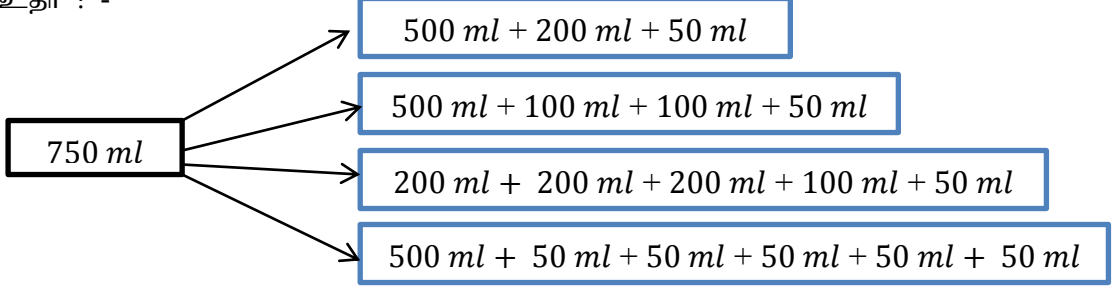 உதா : -
500 ml + 200 ml + 50 ml
500 ml + 100 ml + 100 ml + 50 ml
750 ml
200 ml + 200 ml + 200 ml + 100 ml + 50 ml
500 ml + 50 ml + 50 ml + 50 ml + 50 ml + 50 ml